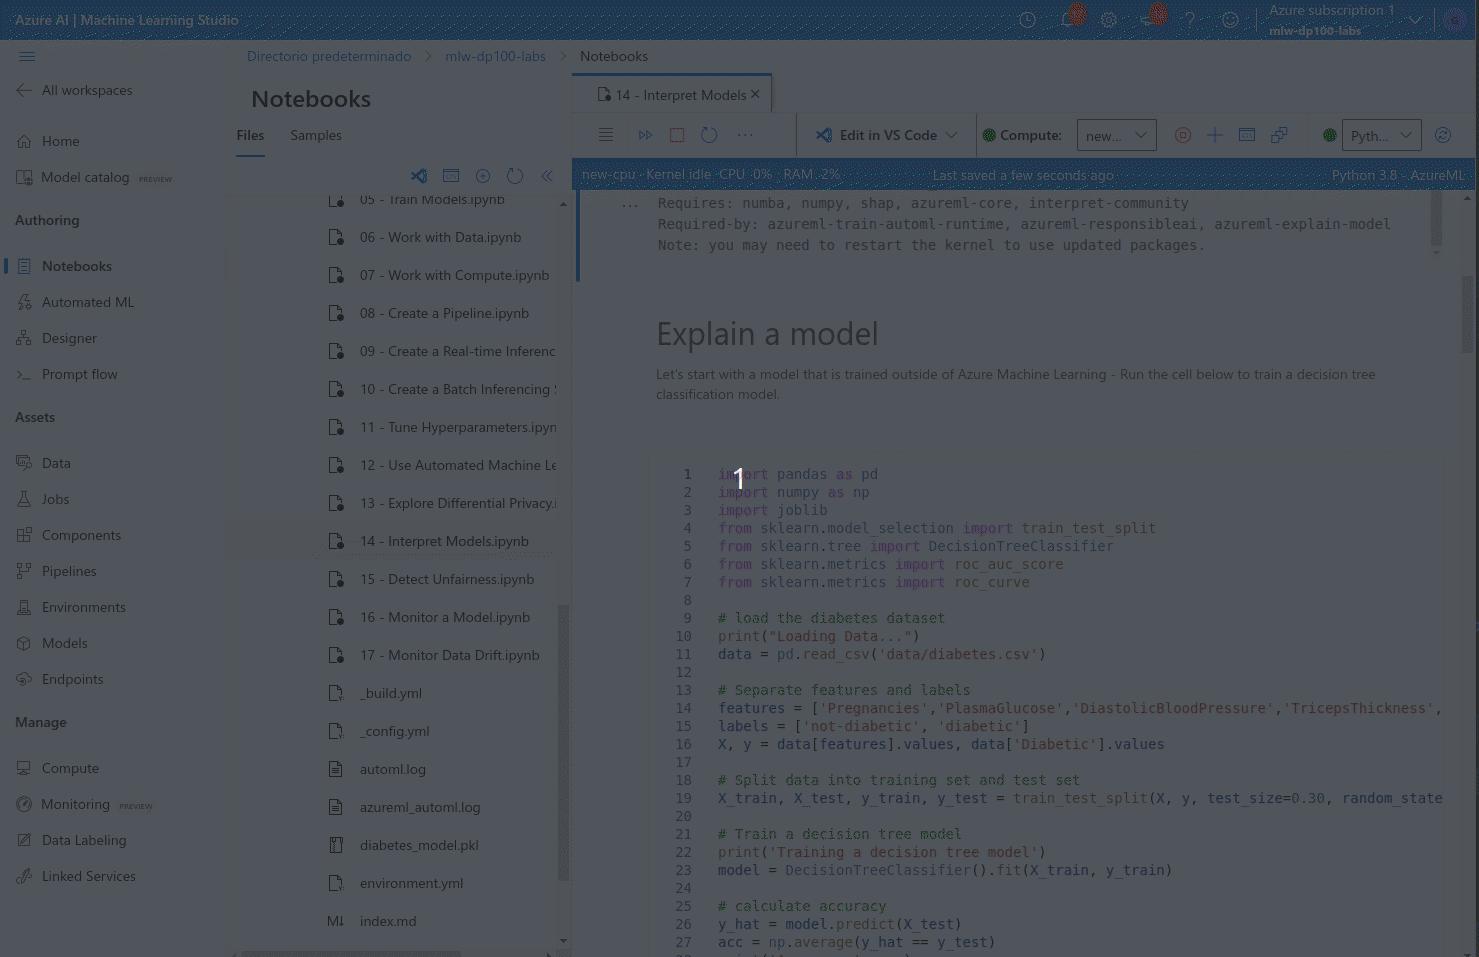 Azure AI | Machine Learning Studio
Azure subscription 1
mlw-dp100-labs
All workspaces
Home
Model catalog PREVIEW
Authoring
Notebooks
Automated ML
Designer
Prompt flow
Assets
Data
Jobs
Components
Pipelines
Environments
Models
Endpoints
Manage
Compute
Monitoring PREVIEW
Data Labeling
Linked Services
Directorio predeterminado > mlw-dp100-labs > Notebooks
Notebooks
Files Samples
05 - Train Models.ipynb
06 - Work with Data.ipynb
07 - Work with Compute.ipynb
08 - Create a Pipeline.ipynb
09 - Create a Real-time Inferenc
10 - Create a Batch Inferencing
11 - Tune Hyperparameters.ipyn
12 - Use Automated Machine Le
13 - Explore Differential Privacy.i
14 - Interpret Models.ipynb
15 - Detect Unfairness.ipynb
16 - Monitor a Model.ipynb
17 - Monitor Data Drift.ipynb
_build.yml
_config.yml
automl.log
azureml_automl.log
diabetes_model.pkl
environment.yml
M↓ index.md
14 - Interpret Models
Edit in VS Code
Compute: new...
Pyth...
new-cpu · Kernel idle CPU 0% · RAM 2%
Last saved a few seconds ago
Python 3.8 - AzureML
... Requires: numba, numpy, shap, azureml-core, interpret-community
Required-by: azureml-train-automl-runtime, azureml-responsibleai, azureml-explain-model
Note: you may need to restart the kernel to use updated packages.
Explain a model
Let's start with a model that is trained outside of Azure Machine Learning - Run the cell below to train a decision tree
classification model.
1
1 import pandas as pd
2 import numpy as np
3 import joblib
4 from sklearn.model_selection import train_test_split
5 from sklearn.tree import DecisionTreeClassifier
6 from sklearn.metrics import roc_auc_score
7 from sklearn.metrics import roc_curve
8
9 # load the diabetes dataset
10 print("Loading Data...")
11 data = pd.read_csv('data/diabetes.csv')
12
13 # Separate features and labels
14 features = ['Pregnancies','PlasmaGlucose','DiastolicBloodPressure','TricepsThickness',
15 labels = ['not-diabetic', 'diabetic']
16 X, y = data[features].values, data['Diabetic'].values
17
18 # Split data into training set and test set
19 X_train, X_test, y_train, y_test = train_test_split(X, y, test_size=0.30, random_state
20
21 # Train a decision tree model
22 print('Training a decision tree model')
23 model = DecisionTreeClassifier().fit(X_train, y_train)
24
25 # calculate accuracy
26 y_hat = model.predict(X_test)
27 acc = np.average(y_hat == y_test)